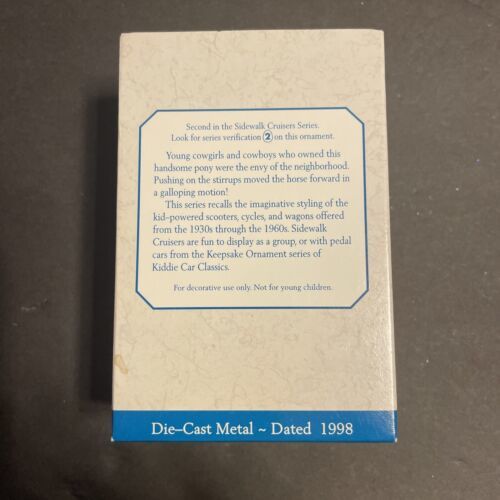 Second in the Sidewalk Cruisers Series.
Look for series verification 2 on this ornament.
Young cowgirls and cowboys who owned this
handsome pony were the envy of the neighborhood.
Pushing on the stirrups moved the horse forward in
a galloping motion!
This series recalls the imaginative styling of the
kid–powered scooters, cycles, and wagons offered
from the 1930s through the 1960s. Sidewalk
Cruisers are fun to display as a group, or with pedal
cars from the Keepsake Ornament series of
Kiddie Car Classics.
For decorative use only. Not for young children.
Die–Cast Metal ~ Dated 1998